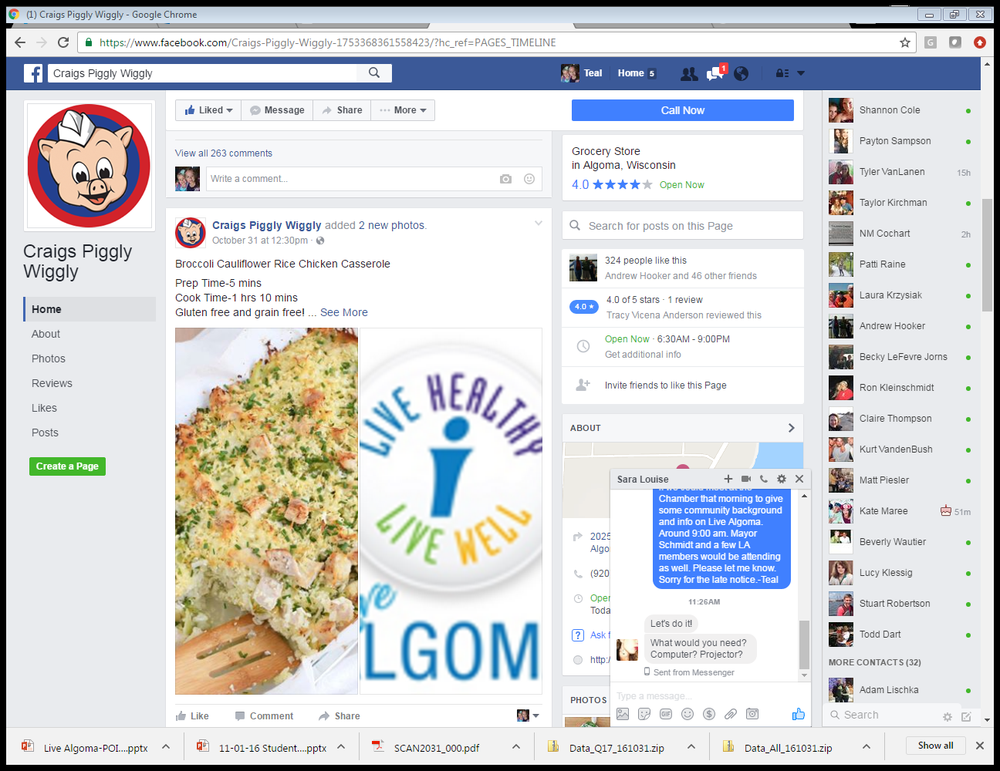 (1) Craigs Piggly Wiggly - Google Chrome
https://www.facebook.com/Craigs-Piggly-Wiggly-1753368361558423/?hc_ref=PAGES_TIMELINE
Craigs Piggly Wiggly
Teal Home 5
1
Craigs Piggly
Wiggly
Home
About
Photos
Reviews
Likes
Posts
Create a Page
Liked Message Share More
View all 263 comments
Write a comment...
Craigs Piggly Wiggly added 2 new photos.
October 31 at 12:30pm ·
Broccoli Cauliflower Rice Chicken Casserole
Prep Time-5 mins
Cook Time-1 hrs 10 mins
Gluten free and grain free! ... See More
LIVE HEALTHY
i
LIVE WELL
ive
LGOM
Like Comment Share
Call Now
Grocery Store
in Algoma, Wisconsin
4.0 Open Now
Search for posts on this Page
324 people like this
Andrew Hooker and 46 other friends
4.0 ★
4.0 of 5 stars · 1 review
Tracy Vicena Anderson reviewed this
Open Now · 6:30AM - 9:00PM
Get additional info
Invite friends to like this Page
ABOUT
2025
Algo
(920
Open
Toda
? Ask f
http:/
PHOTOS
Sara Louise
If we could meet at the
Chamber that morning to give
some community background
and info on Live Algoma.
Around 9:00 am. Mayor
Schmidt and a few LA
members would be attending
as well. Please let me know.
Sorry for the late notice.-Teal
11:26AM
Let's do it!
What would you need?
Computer? Projector?
Sent from Messenger
Type a message...
GIF
Shannon Cole
Payton Sampson
Tyler VanLanen 15h
Taylor Kirchman
NM Cochart 2h
Patti Raine
Laura Krzysiak
Andrew Hooker
Becky LeFevre Jorns
Ron Kleinschmidt
Claire Thompson
Kurt VandenBush
Matt Piesler
Kate Maree 51m
Beverly Wautier
Lucy Klessig
Stuart Robertson
Todd Dart
MORE CONTACTS (32)
Adam Lischka
Search
Live Algoma-POI....pptx
11-01-16 Student....pptx
SCAN2031_000.pdf
Data_Q17_161031.zip
Data_All_161031.zip
Show all